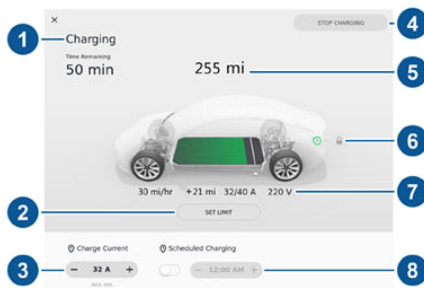 ×
STOP CHARGING
4
1
Charging
Time Remaining
50 min
255 mi
5
6
30 mi/hr +21 mi 32/40 A 220 V
7
2
SET LIMIT
Charge Current
Scheduled Charging
3
− 32 A +
− 12:00 AM +
8